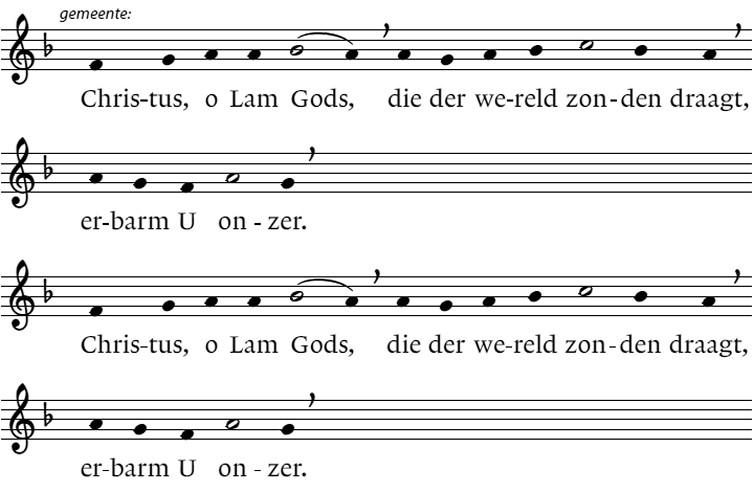 gemeente:
Chris-tus, o Lam Gods, die der we-reld zon-den draagt,
er-barm U on - zer.
Chris-tus, o Lam Gods, die der we-reld zon-den draagt,
er-barm U on - zer.